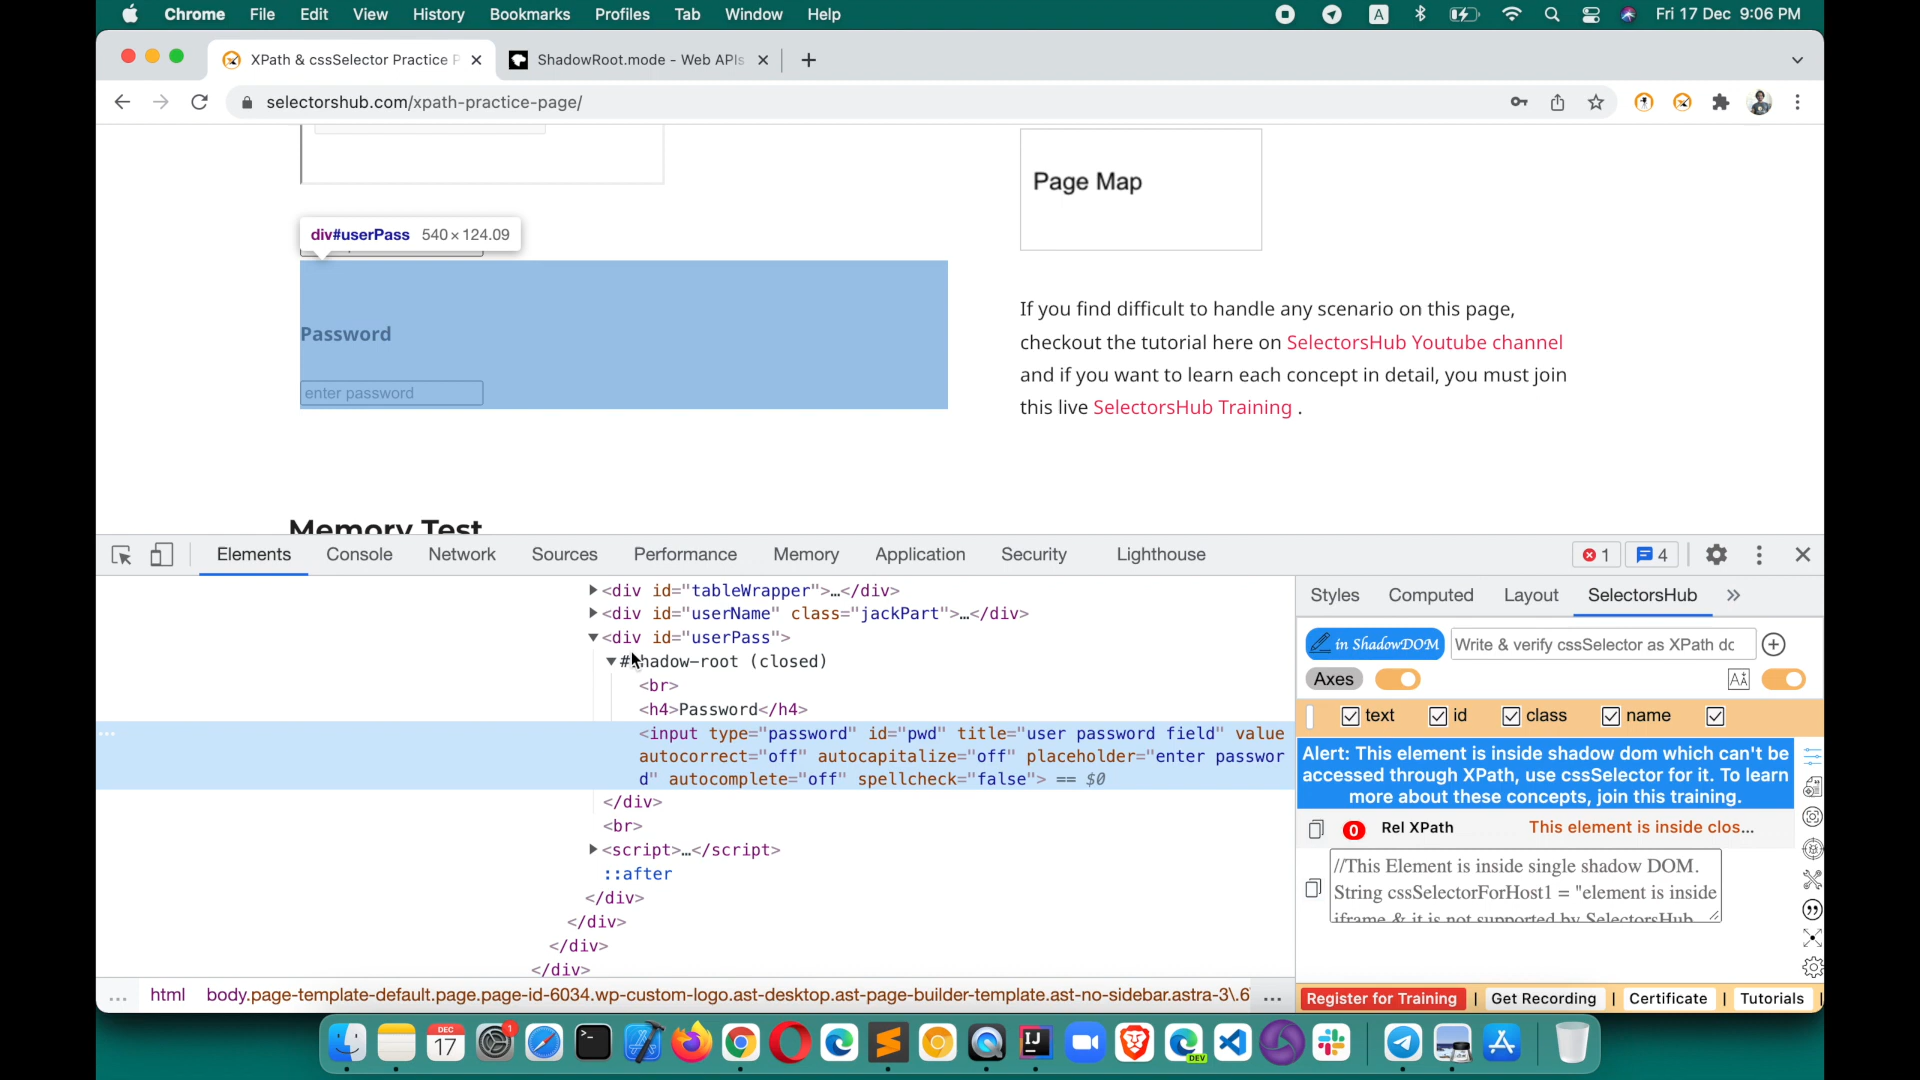 Chrome File Edit View History Bookmarks Profiles Tab Window Help A Fri 17 Dec 9:06 PM
XPath & cssSelector Practice P ShadowRoot.mode - Web APIs
selectorshub.com/xpath-practice-page/
Page Map
div#userPass 540 × 124.09
Password
enter password
If you find difficult to handle any scenario on this page,
checkout the tutorial here on SelectorsHub Youtube channel
and if you want to learn each concept in detail, you must join
this live SelectorsHub Training .
Memory Test
Elements Console Network Sources Performance Memory Application Security Lighthouse 1 4
<div id="tableWrapper">…</div>
<div id="userName" class="jackPart">…</div>
<div id="userPass">
#shadow-root (closed)
<br>
<h4>Password</h4>
<input type="password" id="pwd" title="user password field" value
autocorrect="off" autocapitalize="off" placeholder="enter passwor
d" autocomplete="off" spellcheck="false"> == $0
</div>
<br>
<script>…</script>
::after
</div>
</div>
</div>
</div>
... html body.page-template-default.page.page-id-6034.wp-custom-logo.ast-desktop.ast-page-builder-template.ast-no-sidebar.astra-3\.6 ...
Styles Computed Layout SelectorsHub »
in ShadowDOM Write & verify cssSelector as XPath dc
Axes
text id class name
Alert: This element is inside shadow dom which can't be
accessed through XPath, use cssSelector for it. To learn
more about these concepts, join this training.
0 Rel XPath This element is inside clos...
//This Element is inside single shadow DOM.
String cssSelectorForHost1 = "element is inside
iframe & it is not supported by SelectorsHub
Register for Training | Get Recording | Certificate | Tutorials |
DEC
17
1
IJ
DEV